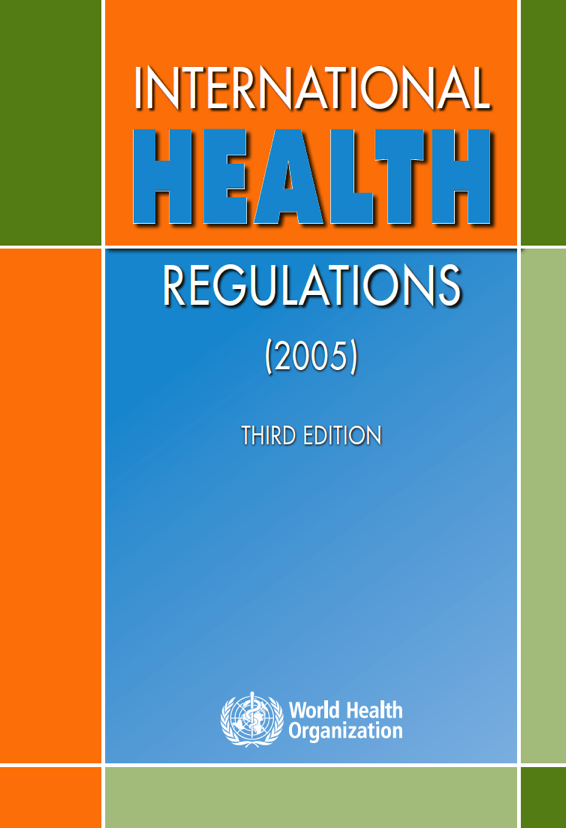 INTERNATIONAL
HEALTH
REGULATIONS
(2005)
THIRD EDITION
World Health
Organization